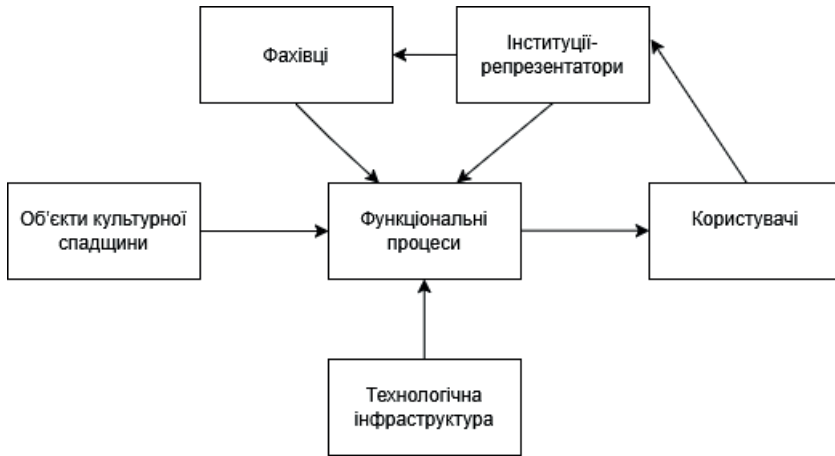 Фахівці
Інституції-
репрезентатори
Об'єкти культурної
спадщини
Функціональні
процеси
Користувачі
Технологічна
інфраструктура